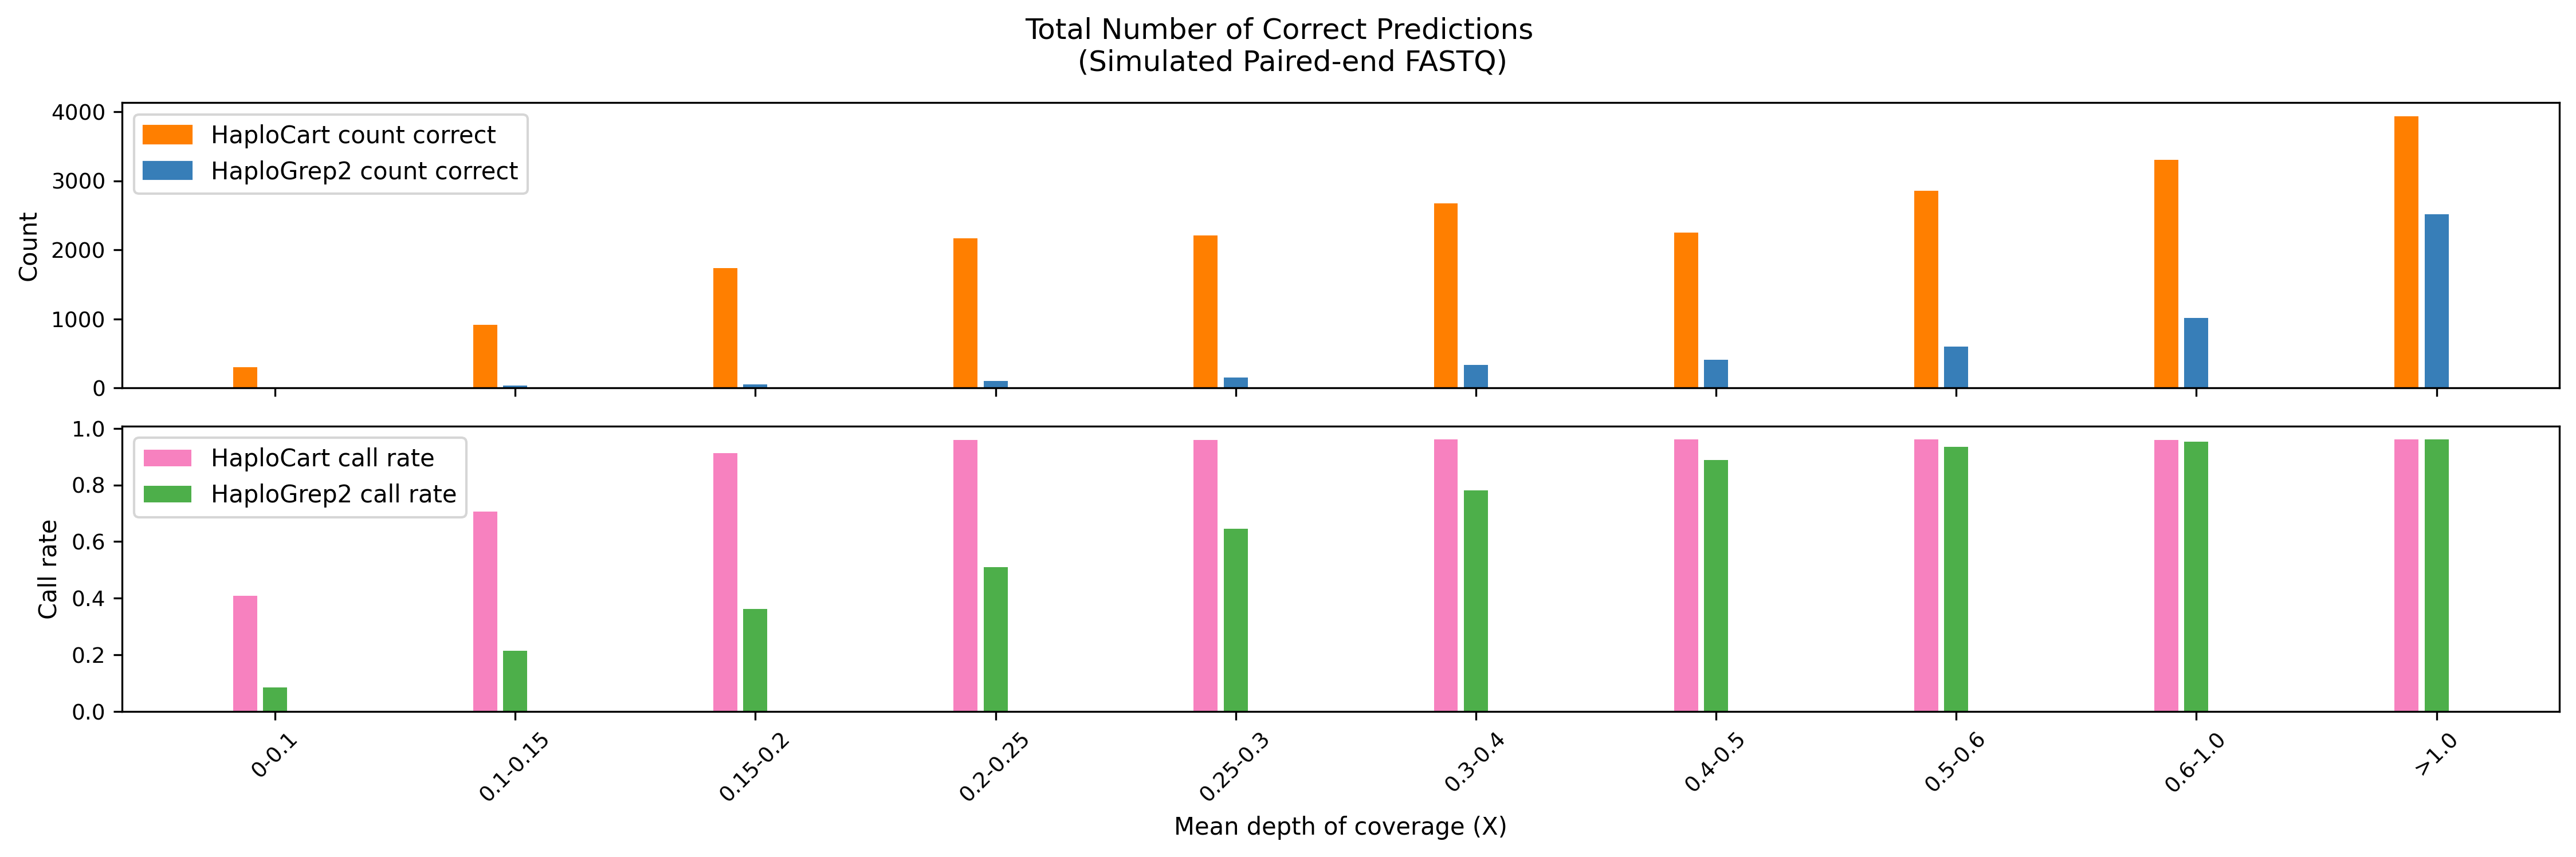 Total Number of Correct Predictions
(Simulated Paired-end FASTQ)
4000
3000
2000
1000
0
Count
HaploCart count correct
HaploGrep2 count correct
1.0
0.8
0.6
0.4
0.2
0.0
Call rate
HaploCart call rate
HaploGrep2 call rate
0-0.1
0.1-0.15
0.15-0.2
0.2-0.25
0.25-0.3
0.3-0.4
0.4-0.5
0.5-0.6
0.6-1.0
>1.0
Mean depth of coverage (X)